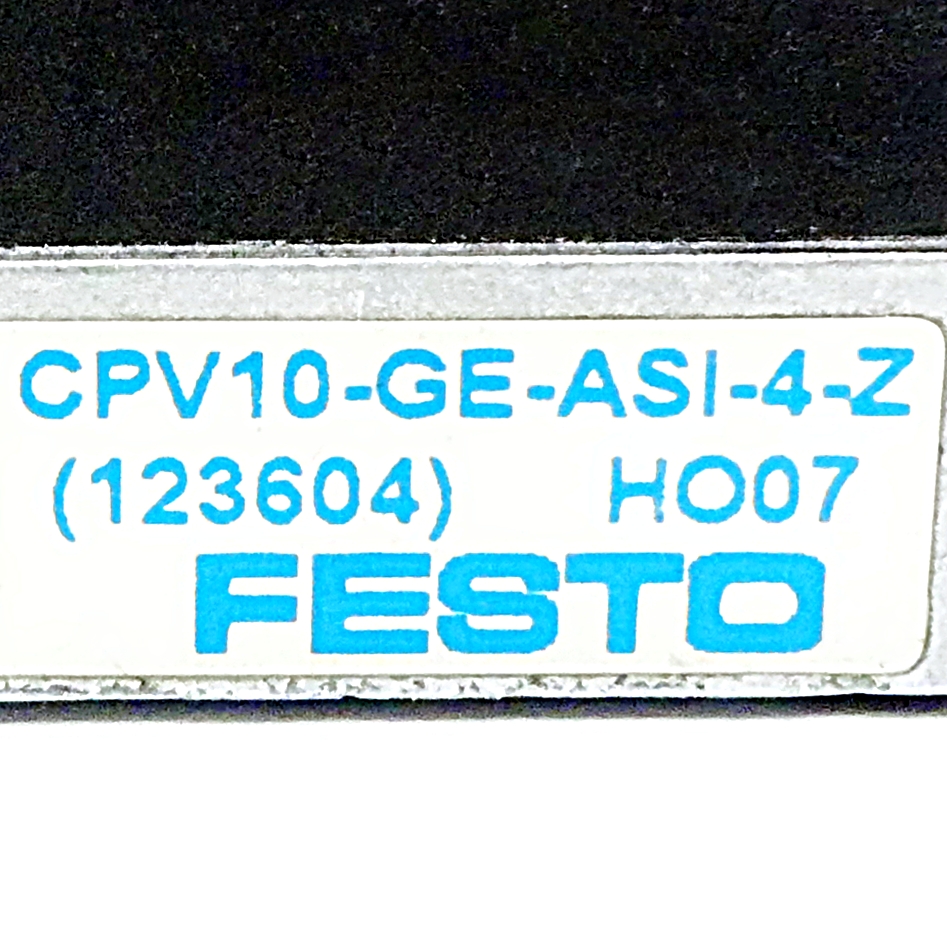 CPV10-GE-ASI-4-Z
(123604) HO07
FESTO